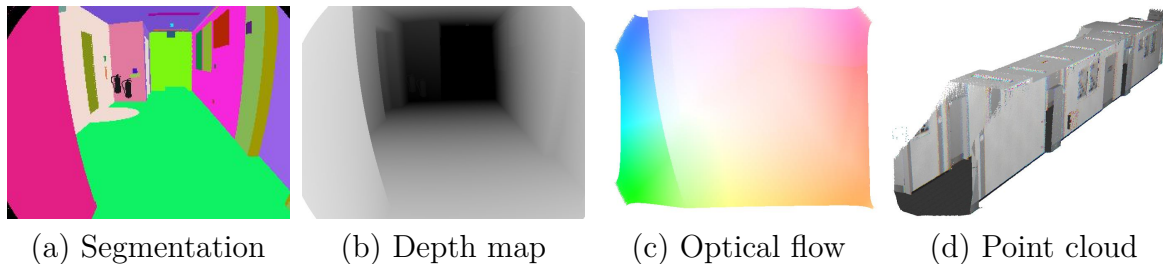 (a) Segmentation
(b) Depth map
(c) Optical flow
(d) Point cloud